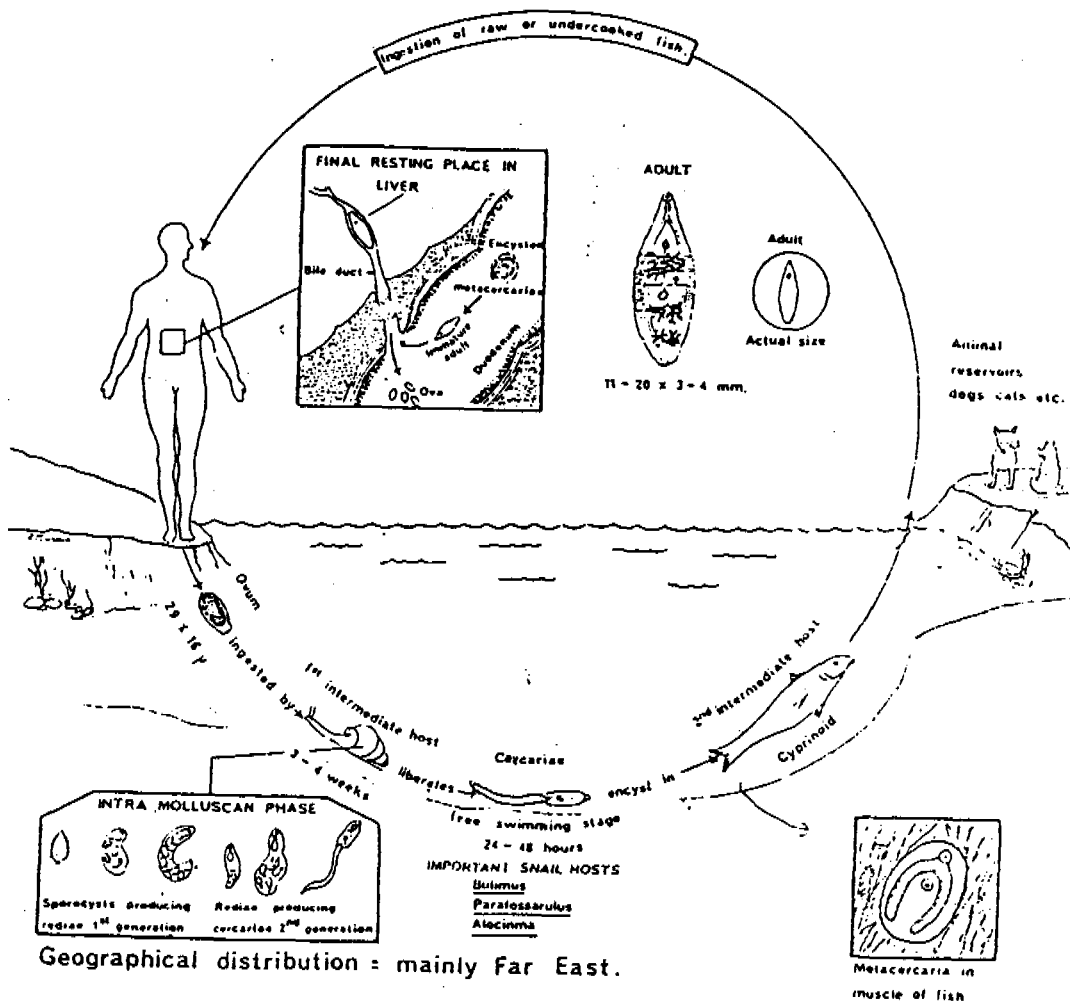 Ingestion of raw or undercooked fish.
FINAL RESTING PLACE IN
LIVER
Bile duct
Encysted
metacercariae
Immature
adult
Duodenum
Ova
ADULT
11 - 20 x 3 - 4 mm.
Adult
Actual size
Animal
reservoirs
dogs cats etc.
Ovum
29 x 16 µ
ingested by
1st intermediate host
3 - 4 weeks
liberates
Cercariae
free swimming stage
24 - 48 hours
encyst in
2nd intermediate host
Cyprinoid
INTRA MOLLUSCAN PHASE
Sporocysts producing
rediae 1st generation
Rediae producing
cercariae 2nd generation
IMPORTANT SNAIL HOSTS
Bulimus
Parafossarulus
Alocinma
Metacercaria in
muscle of fish
Geographical distribution = mainly Far East.